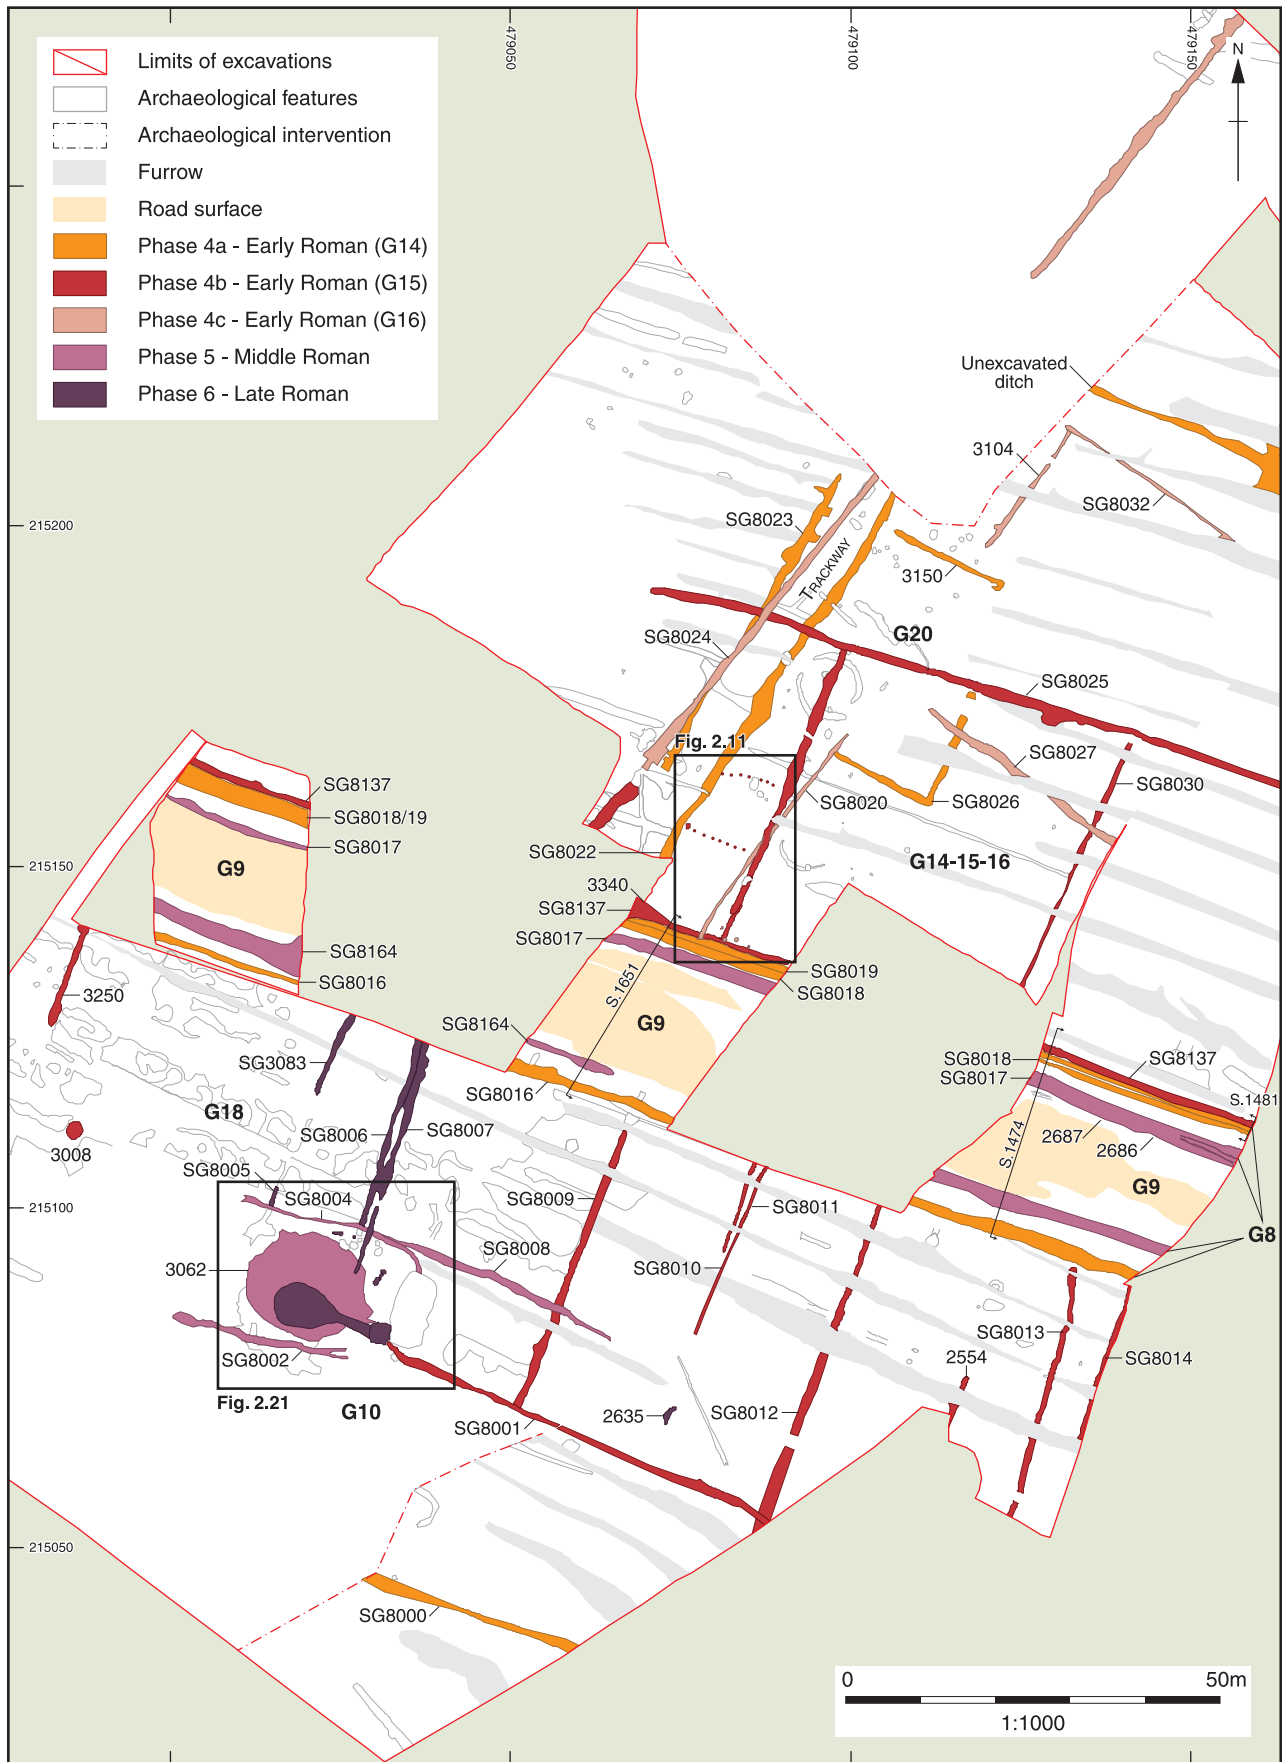 479050
479100
479150
N
Limits of excavations
Archaeological features
Archaeological intervention
Furrow
Road surface
Phase 4a - Early Roman (G14)
Phase 4b - Early Roman (G15)
Phase 4c - Early Roman (G16)
Phase 5 - Middle Roman
Phase 6 - Late Roman
Unexcavated
ditch
3104
SG8032
215200
SG8023
TRACKWAY
3150
SG8024
G20
SG8025
Fig. 2.11
SG8027
SG8137
SG8030
SG8020
SG8026
SG8018/19
SG8017
SG8022
215150
G9
G14-15-16
3340
SG8137
SG8017
SG8164
SG8019
SG8016
SG8018
3250
S.1651
G9
SG8164
SG3083
SG8018
SG8137
SG8017
SG8016
S.1481
G18
3008
SG8006
SG8007
2687
2686
S.1474
SG8005
SG8004
SG8009
SG8011
G9
215100
G8
SG8008
3062
SG8010
SG8013
SG8002
2554
SG8014
Fig. 2.21
G10
SG8001
2635
SG8012
215050
SG8000
0
50m
1:1000